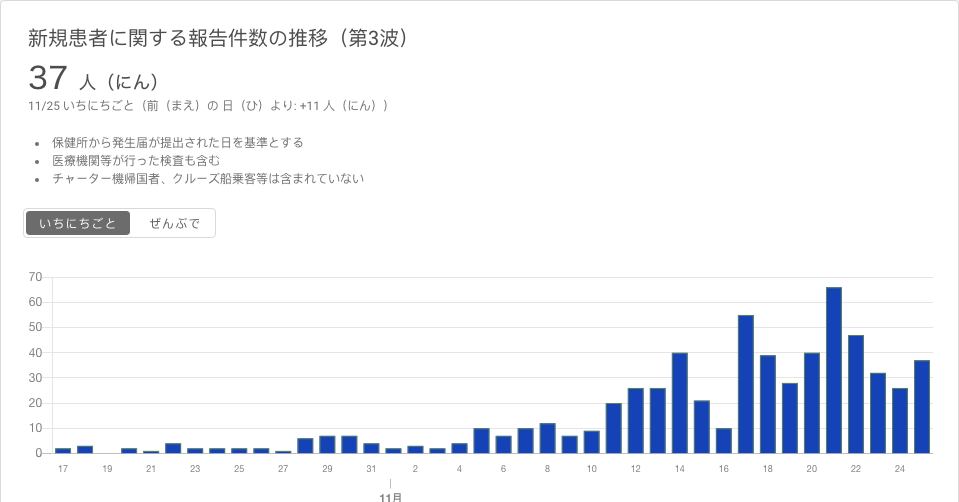 新規患者に関する報告件数の推移（第3波）
37 人（にん）
11/25 いちにちごと（前（まえ）の 日（ひ）より: +11 人（にん））
• 保健所から発生届が提出された日を基準とする
• 医療機関等が行った検査も含む
• チャーター機帰国者、クルーズ船乗客等は含まれていない
いちにちごと ぜんぶで
70
60
50
40
30
20
10
0
17 19 21 23 25 27 29 31 2 4 6 8 10 12 14 16 18 20 22 24
11月